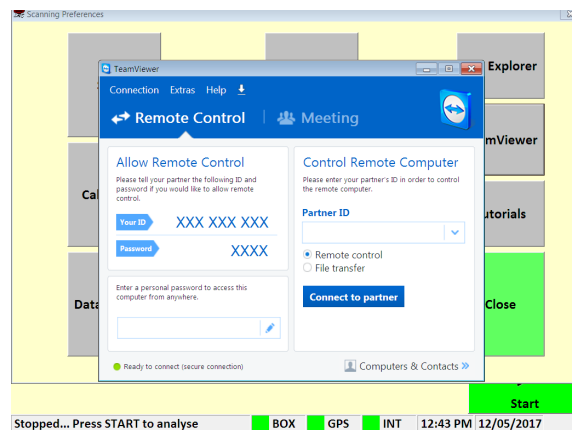 Scanning Preferences
Explorer
TeamViewer
Connection Extras Help
Remote Control Meeting
mViewer
Allow Remote Control
Please tell your partner the following ID and
password if you would like to allow remote
control.
Your ID XXX XXX XXX
Password XXXX
Enter a personal password to access this
computer from anywhere.
Control Remote Computer
Please enter your partner's ID in order to control
the remote computer.
Partner ID
Remote control
File transfer
Connect to partner
Cal
utorials
Data
Close
Ready to connect (secure connection)
Computers & Contacts
Start
Stopped... Press START to analyse BOX GPS INT 12:43 PM 12/05/2017